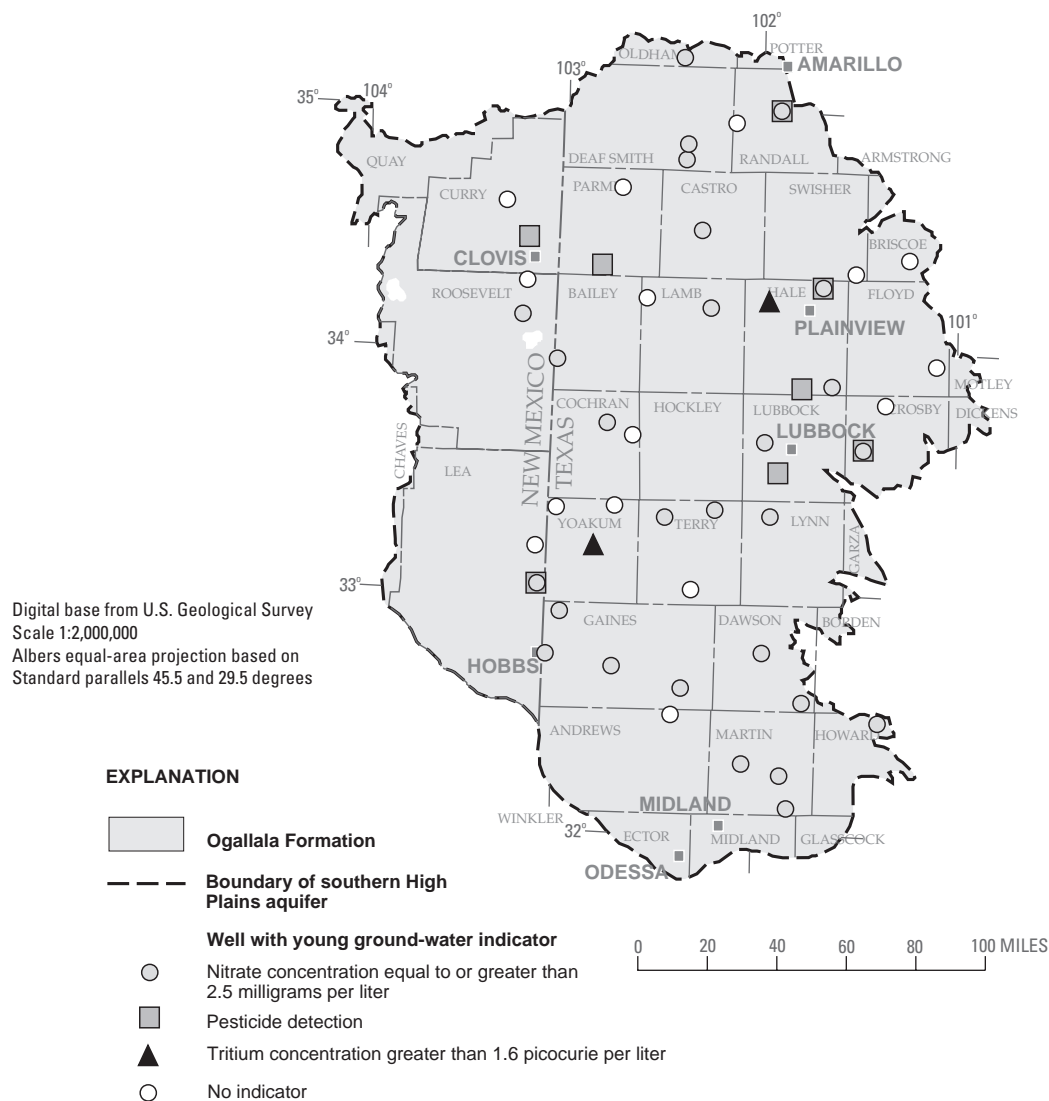 102°
POTTER
OLDHAM
AMARILLO
103°
104°
35°
QUAY
DEAF SMITH
RANDALL
ARMSTRONG
CURRY
PARM
CASTRO
SWISHER
BRISCOE
CLOVIS
ROOSEVELT
BAILEY
LAMB
HALE
FLOYD
PLAINVIEW
101°
34°
MOTLEY
NEW MEXICO
TEXAS
COCHRAN
HOCKLEY
LUBBOCK
CROSBY
DICKENS
LUBBOCK
CHAVES
LEA
YOAKUM
TERRY
LYNN
GARZA
33°
Digital base from U.S. Geological Survey
Scale 1:2,000,000
Albers equal-area projection based on
Standard parallels 45.5 and 29.5 degrees
GAINES
DAWSON
BORDEN
HOBBS
ANDREWS
MARTIN
HOWARD
MIDLAND
WINKLER
32°
ECTOR
MIDLAND
GLASSCOCK
ODESSA
EXPLANATION
Ogallala Formation
Boundary of southern High
Plains aquifer
Well with young ground-water indicator
Nitrate concentration equal to or greater than
2.5 milligrams per liter
Pesticide detection
Tritium concentration greater than 1.6 picocurie per liter
No indicator
0 20 40 60 80 100 MILES